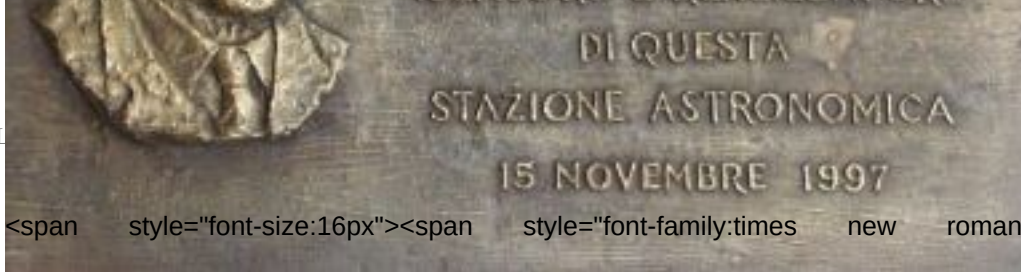 DI QUESTA
STAZIONE ASTRONOMICA
15 NOVEMBRE 1997
<span style="font-size:16px"><span style="font-family:times new roman